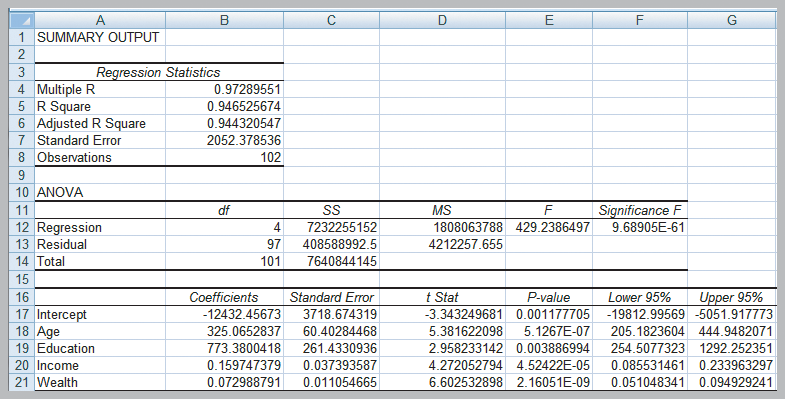 A B C D E F G
1 SUMMARY OUTPUT
2
3 Regression Statistics
4 Multiple R 0.97289551
5 R Square 0.946525674
6 Adjusted R Square 0.944320547
7 Standard Error 2052.378536
8 Observations 102
9
10 ANOVA
11 df SS MS F Significance F
12 Regression 4 7232255152 1808063788 429.2386497 9.68905E-61
13 Residual 97 408588992.5 4212257.655
14 Total 101 7640844145
15
16 Coefficients Standard Error t Stat P-value Lower 95% Upper 95%
17 Intercept -12432.45673 3718.674319 -3.343249681 0.001177705 -19812.99569 -5051.917773
18 Age 325.0652837 60.40284468 5.381622098 5.1267E-07 205.1823604 444.9482071
19 Education 773.3800418 261.4330936 2.958233142 0.003886994 254.5077323 1292.252351
20 Income 0.159747379 0.037393587 4.272052794 4.52422E-05 0.085531461 0.233963297
21 Wealth 0.072988791 0.011054665 6.602532898 2.16051E-09 0.051048341 0.094929241